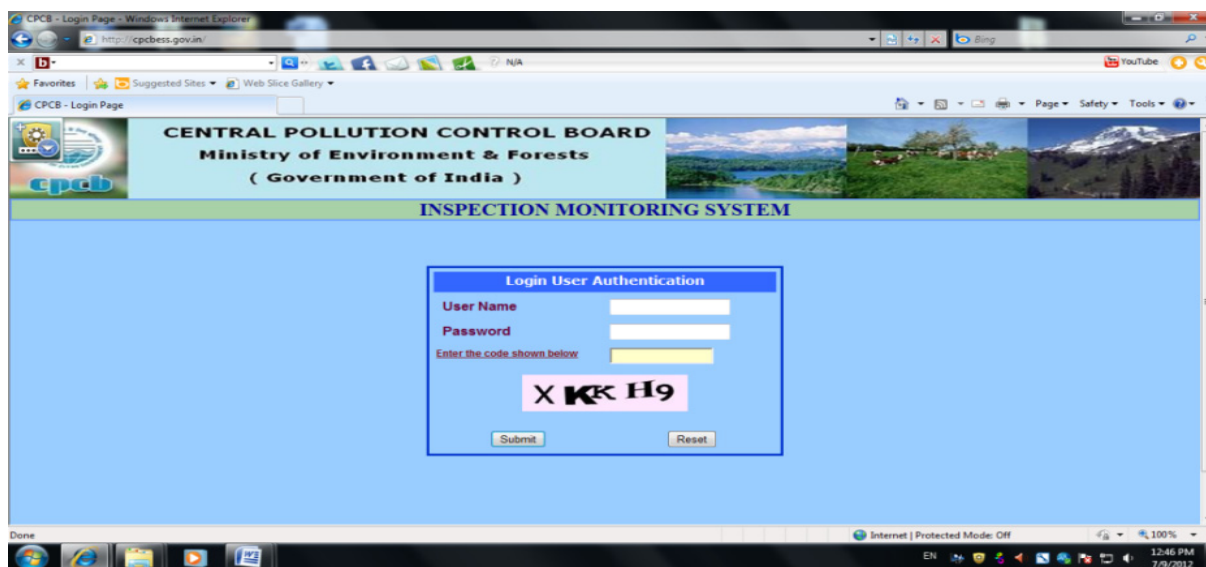 CPCB - Login Page - Windows Internet Explorer
http://cpcbess.gov.in/
Bing
N/A
YouTube
Favorites
Suggested Sites
Web Slice Gallery
CPCB - Login Page
Page
Safety
Tools
CENTRAL POLLUTION CONTROL BOARD
Ministry of Environment & Forests
( Government of India )
cpcb
INSPECTION MONITORING SYSTEM
Login User Authentication
User Name
Password
Enter the code shown below
X KK H9
Submit
Reset
Done
Internet | Protected Mode: Off
100%
EN
12:46 PM
7/9/2012